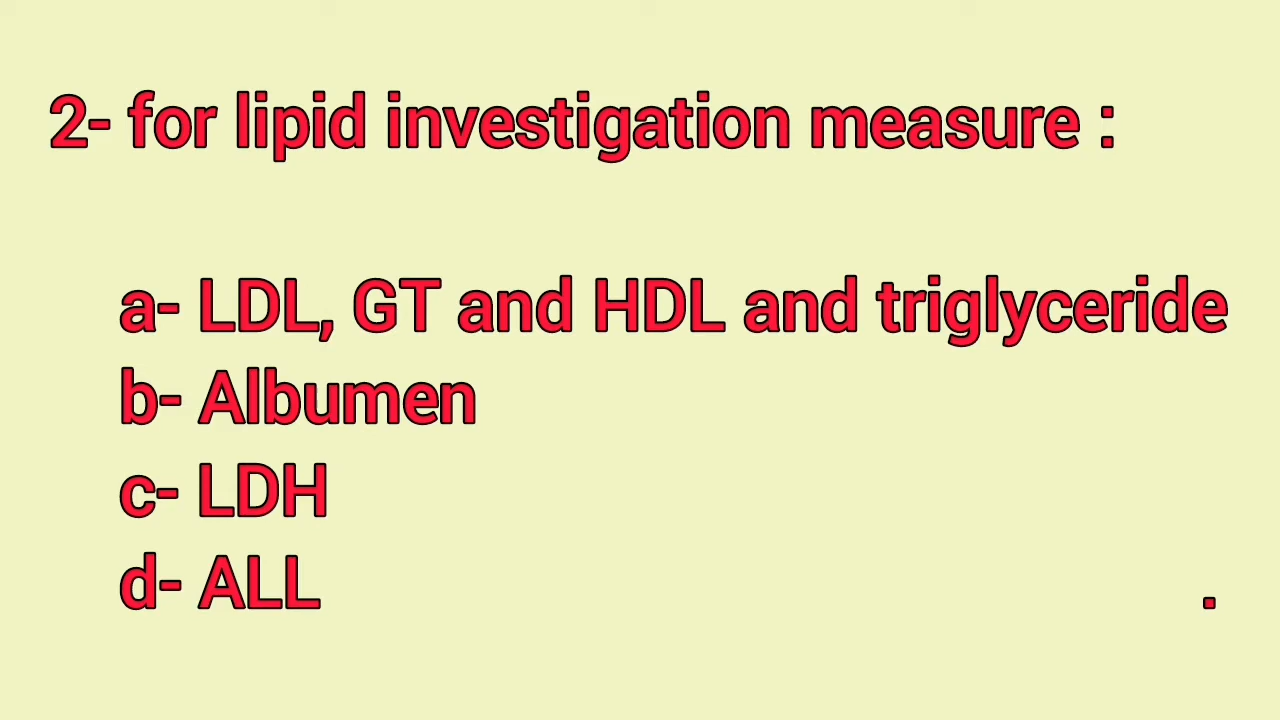 2- for lipid investigation measure :
a- LDL, GT and HDL and triglyceride
b- Albumen
c- LDH
d- ALL .